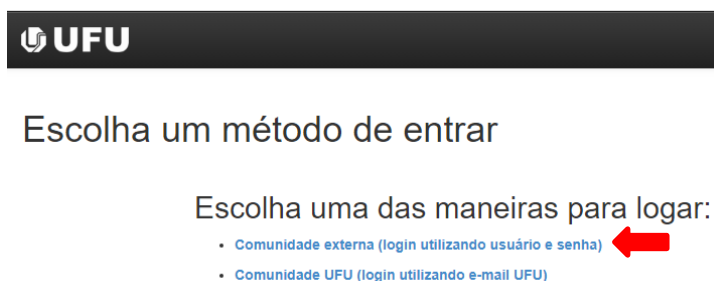 UFU
Escolha um método de entrar
Escolha uma das maneiras para logar:
Comunidade externa (login utilizando usuário e senha)
Comunidade UFU (login utilizando e-mail UFU)